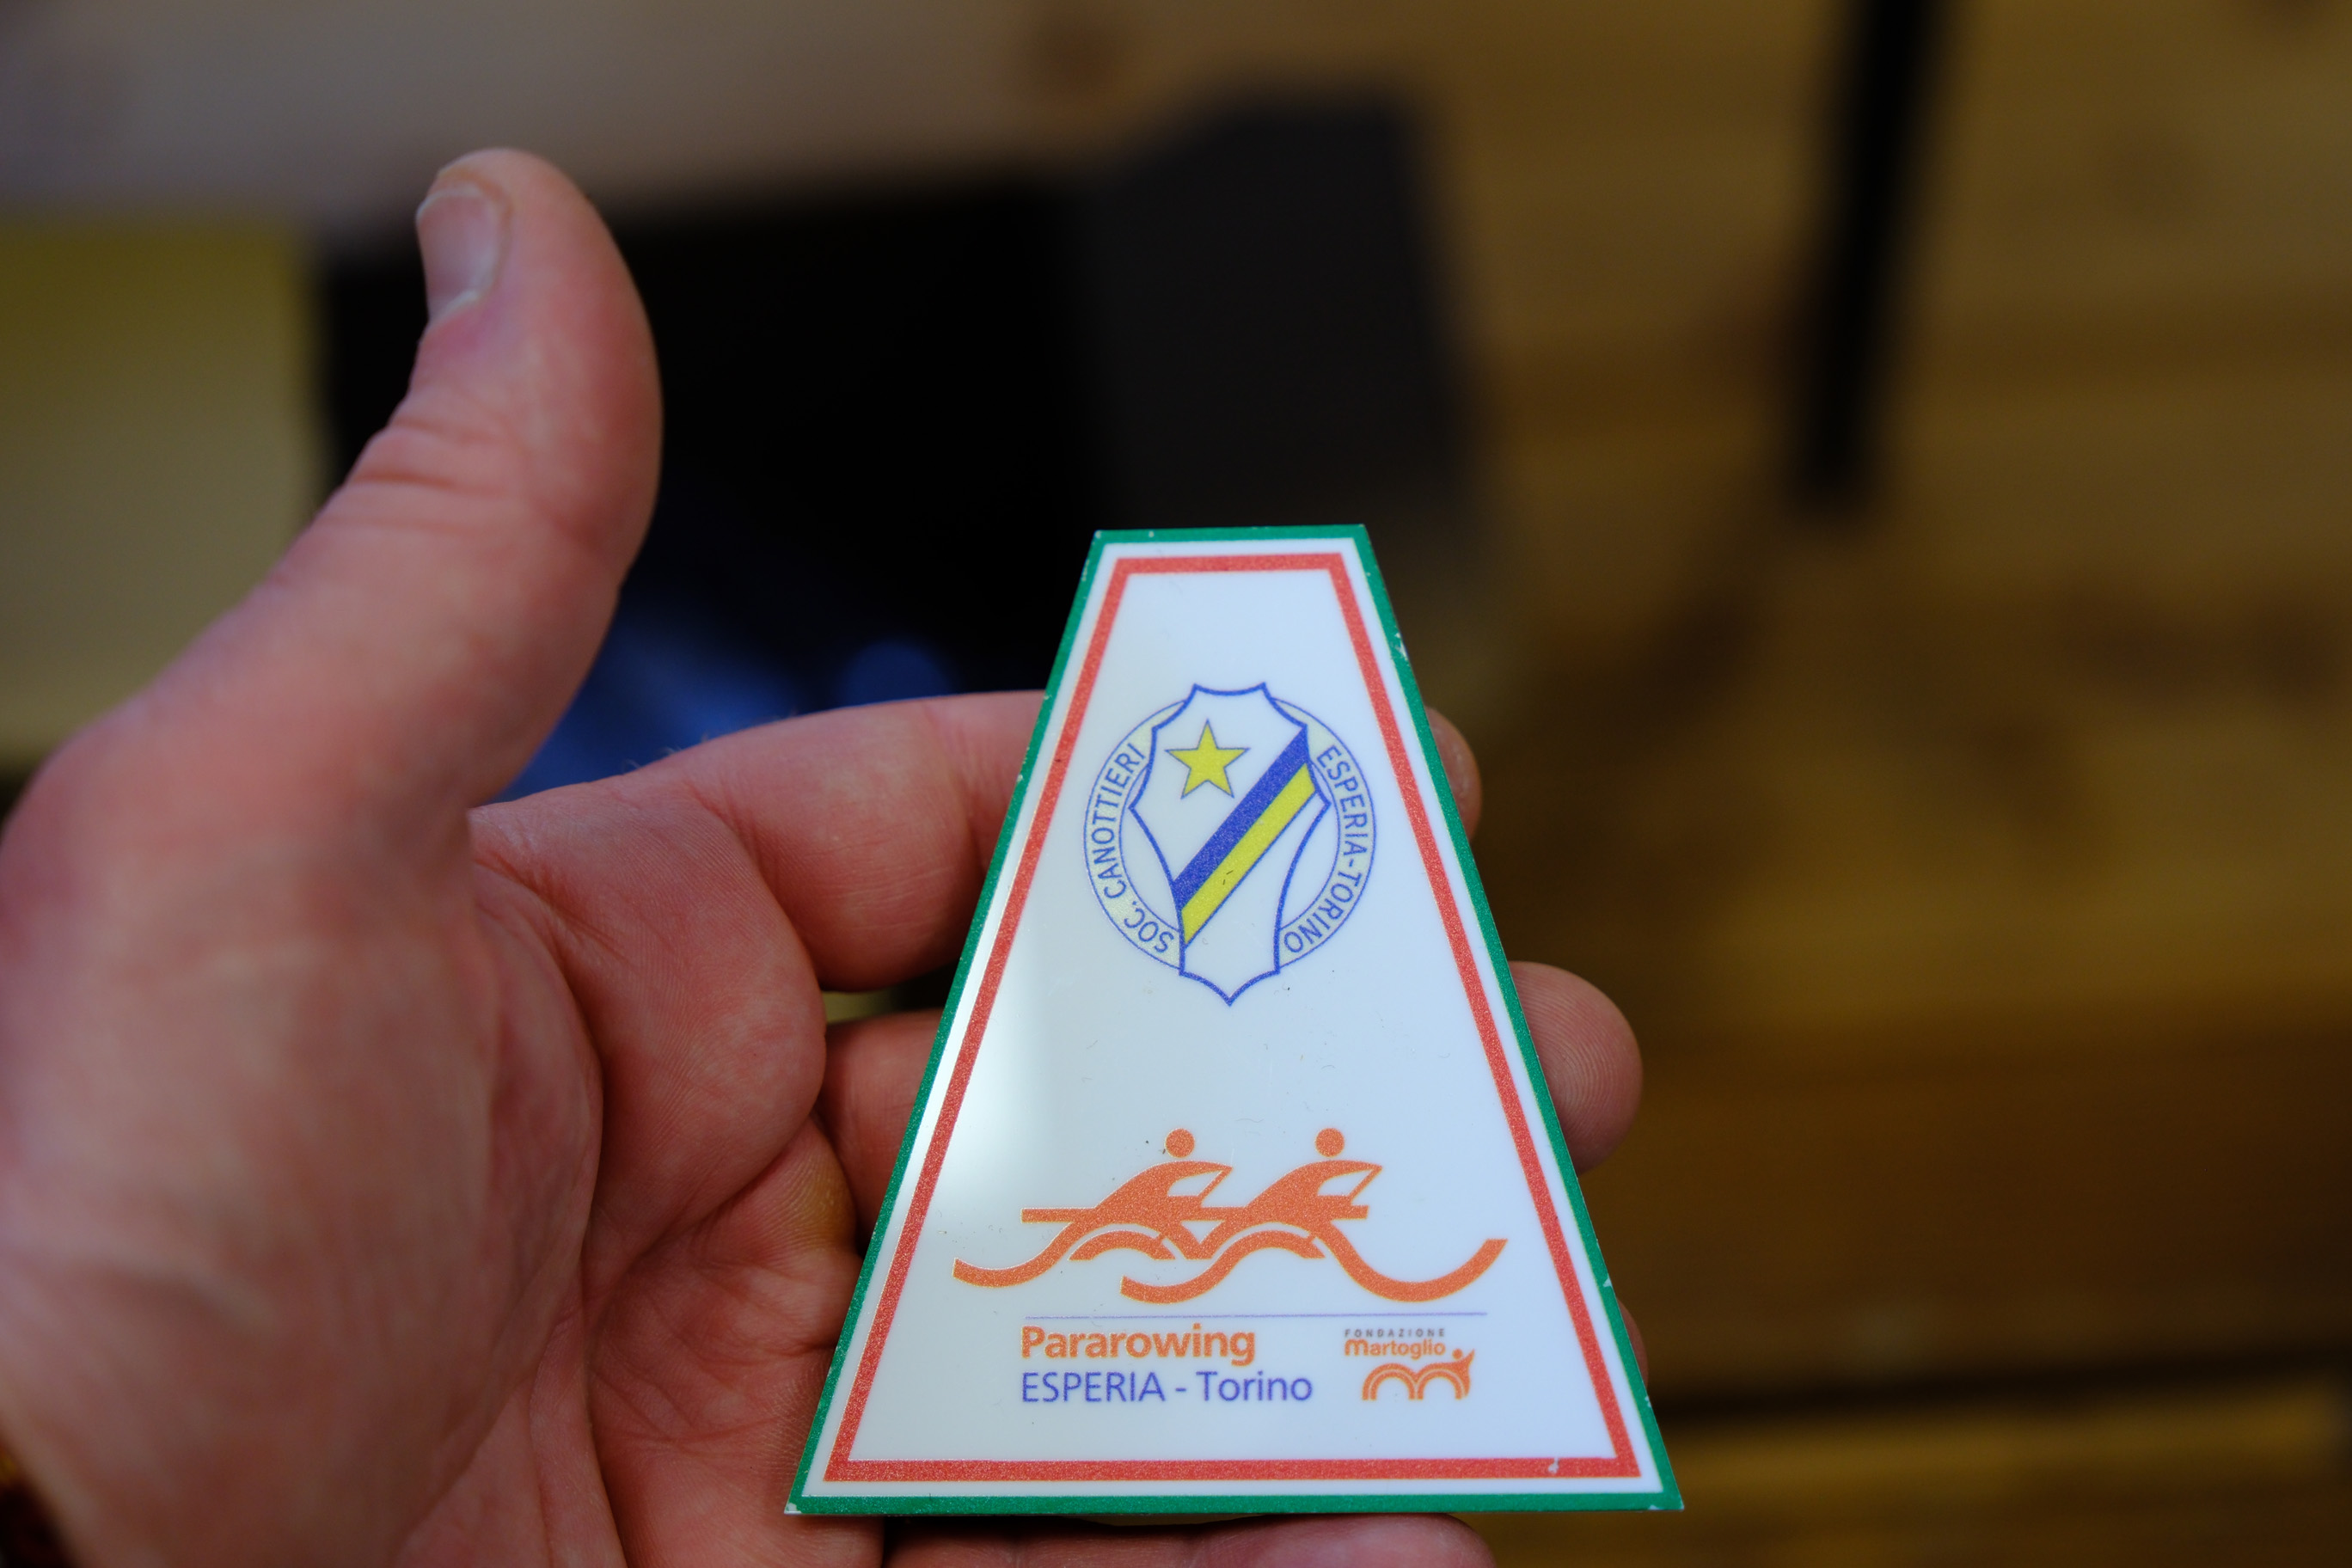 SOC. CANOTTIERI ESPERIA-TORINO
Pararowing
ESPERIA - Torino
FONDAZIONE
martoglio